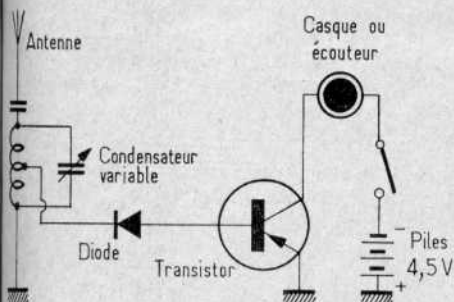 Antenne
Casque ou
écouteur
Condensateur
variable
Diode
Transistor
−
Piles
4,5 V
+